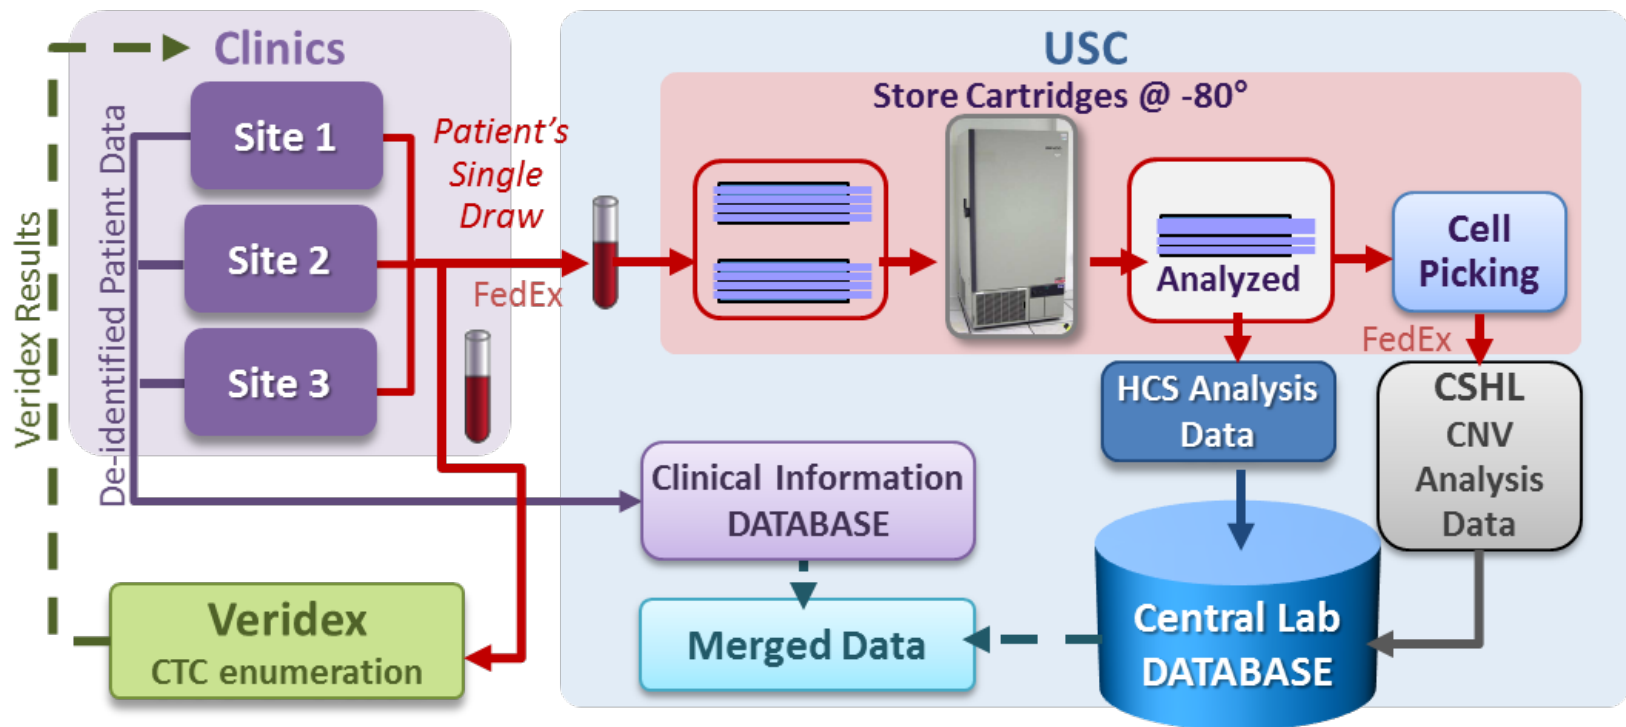 Clinics
USC
Store Cartridges @ -80°
Site 1
Site 2
Site 3
Patient's
Single
Draw
FedEx
Analyzed
Cell
Picking
FedEx
De-identified Patient Data
Veridex Results
HCS Analysis
Data
CSHL
CNV
Analysis
Data
Clinical Information
DATABASE
Veridex
CTC enumeration
Merged Data
Central Lab
DATABASE